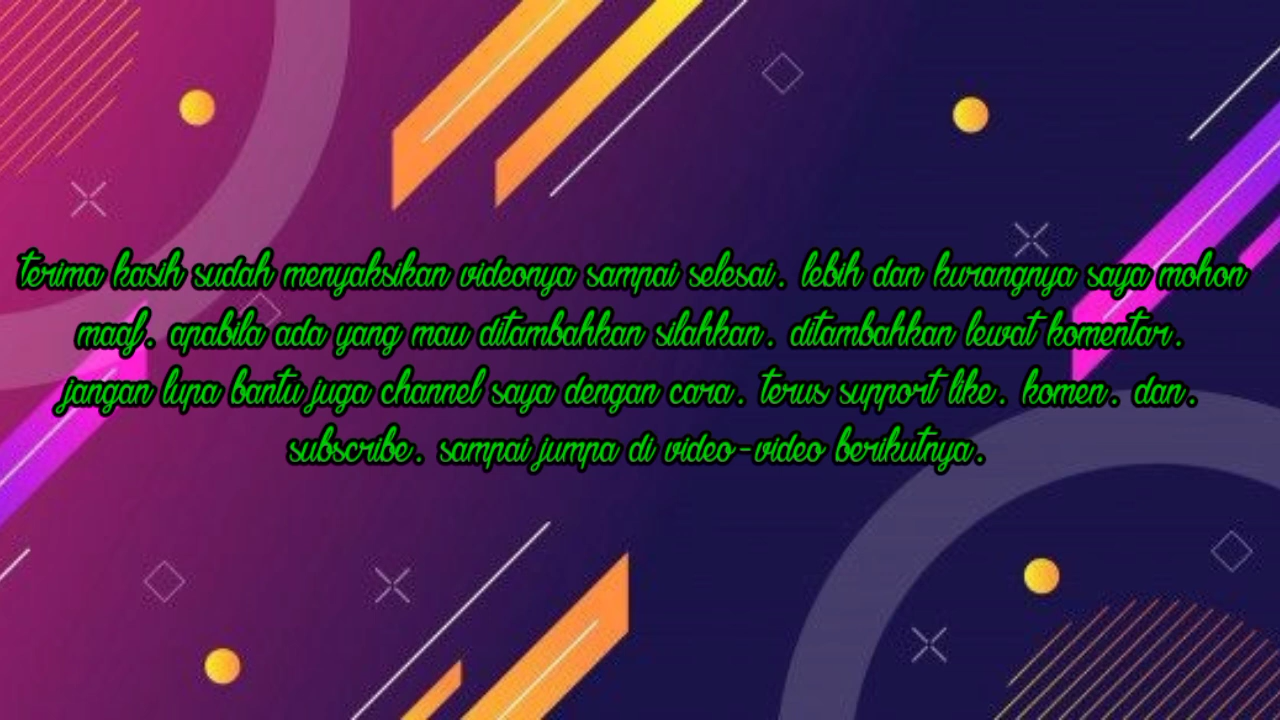 terima kasih sudah menyaksikan videonya sampai selesai. lebih dan kurangnya saya mohon
maaf. apabila ada yang mau ditambahkan silahkan. ditambahkan lewat komentar.
jangan lupa bantu juga channel saya dengan cara. terus support like. komen. dan.
subscribe. sampai jumpa di video-video berikutnya.